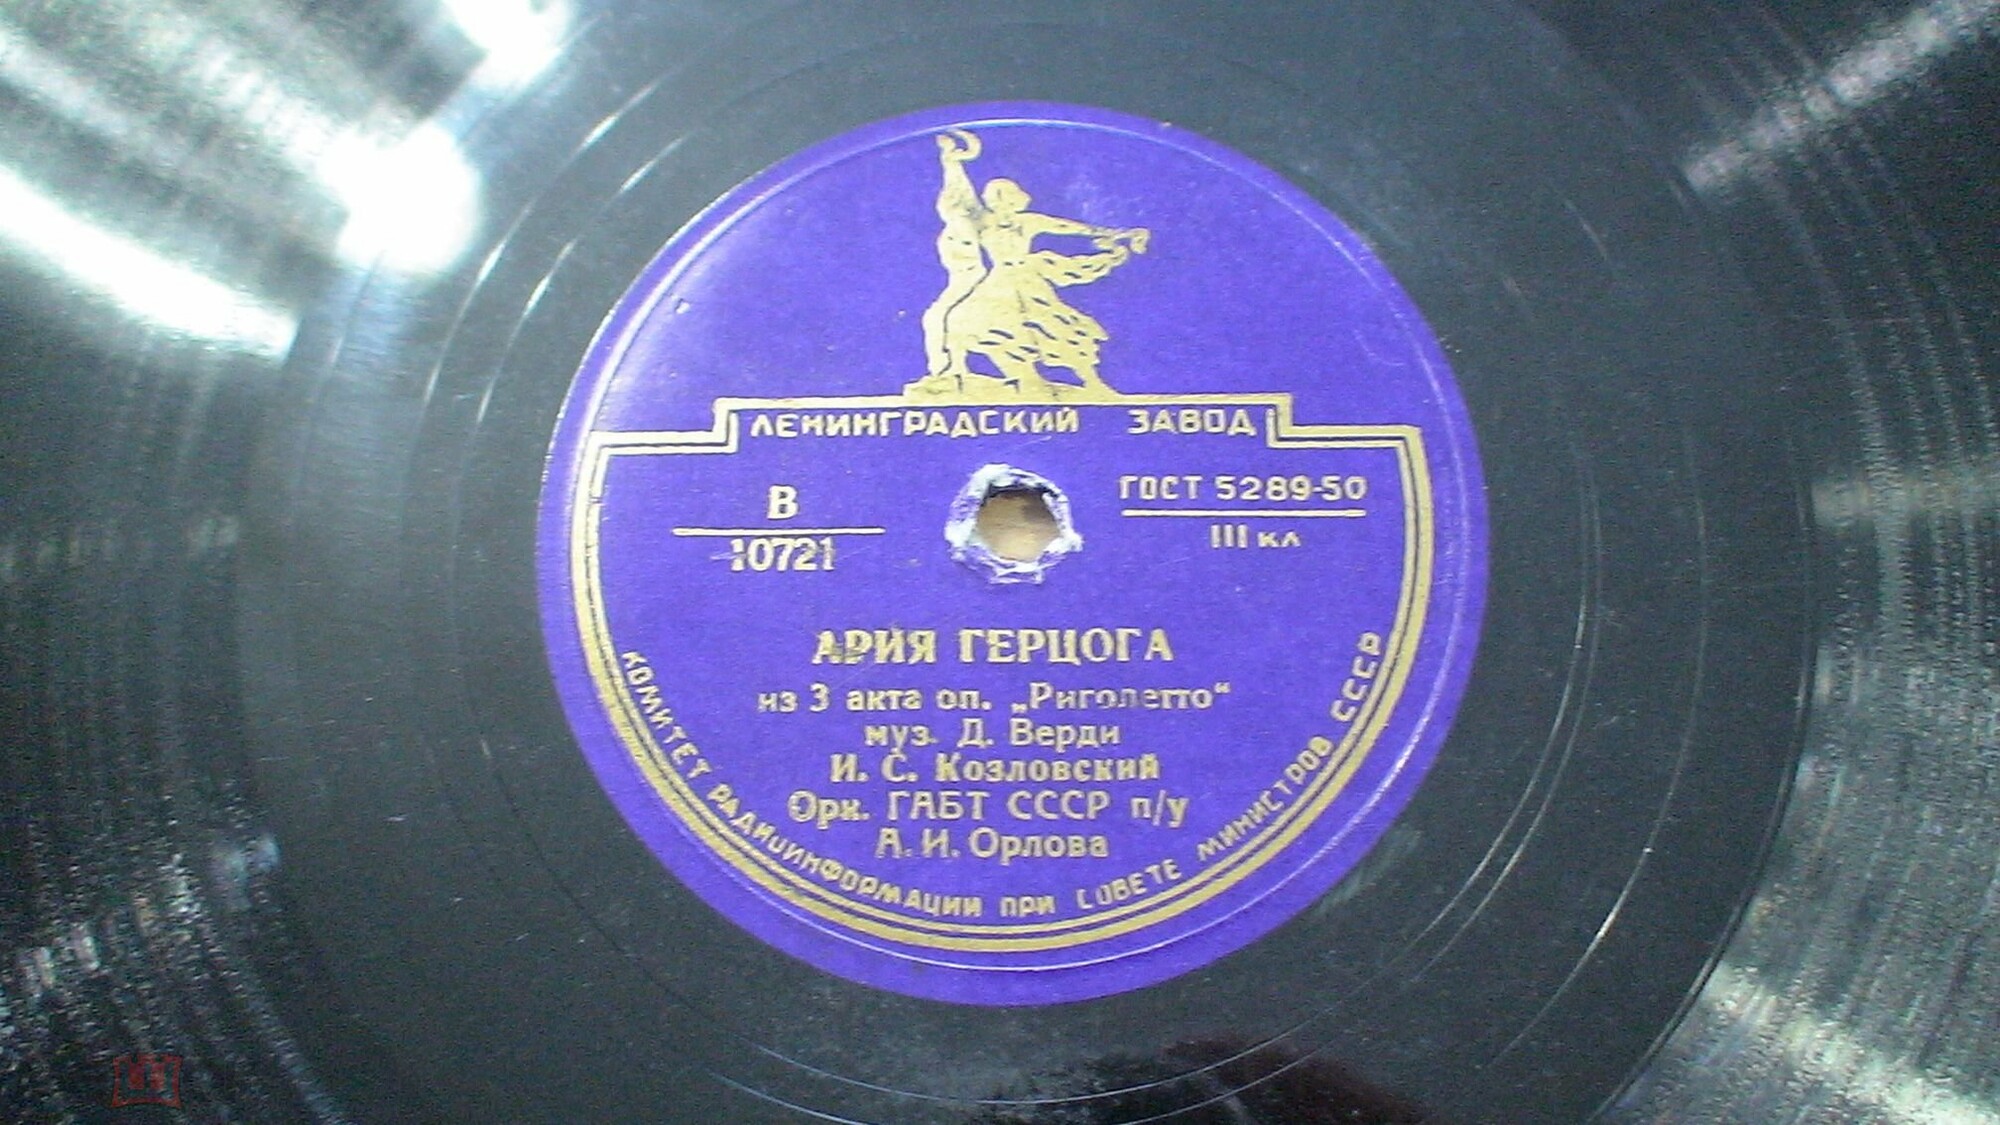 ЛЕНИНГРАДСКИЙ ЗАВОД
В
10721
ГОСТ 5289-50
III кл
АРИЯ ГЕРЦОГА
из 3 акта оп. „Риголетто“
муз. Д. Верди
И. С. Козловский
Орк. ГАБТ СССР п/у
А. И. Орлова
КОМИТЕТ РАДИОИНФОРМАЦИИ ПРИ СОВЕТЕ МИНИСТРОВ СССР